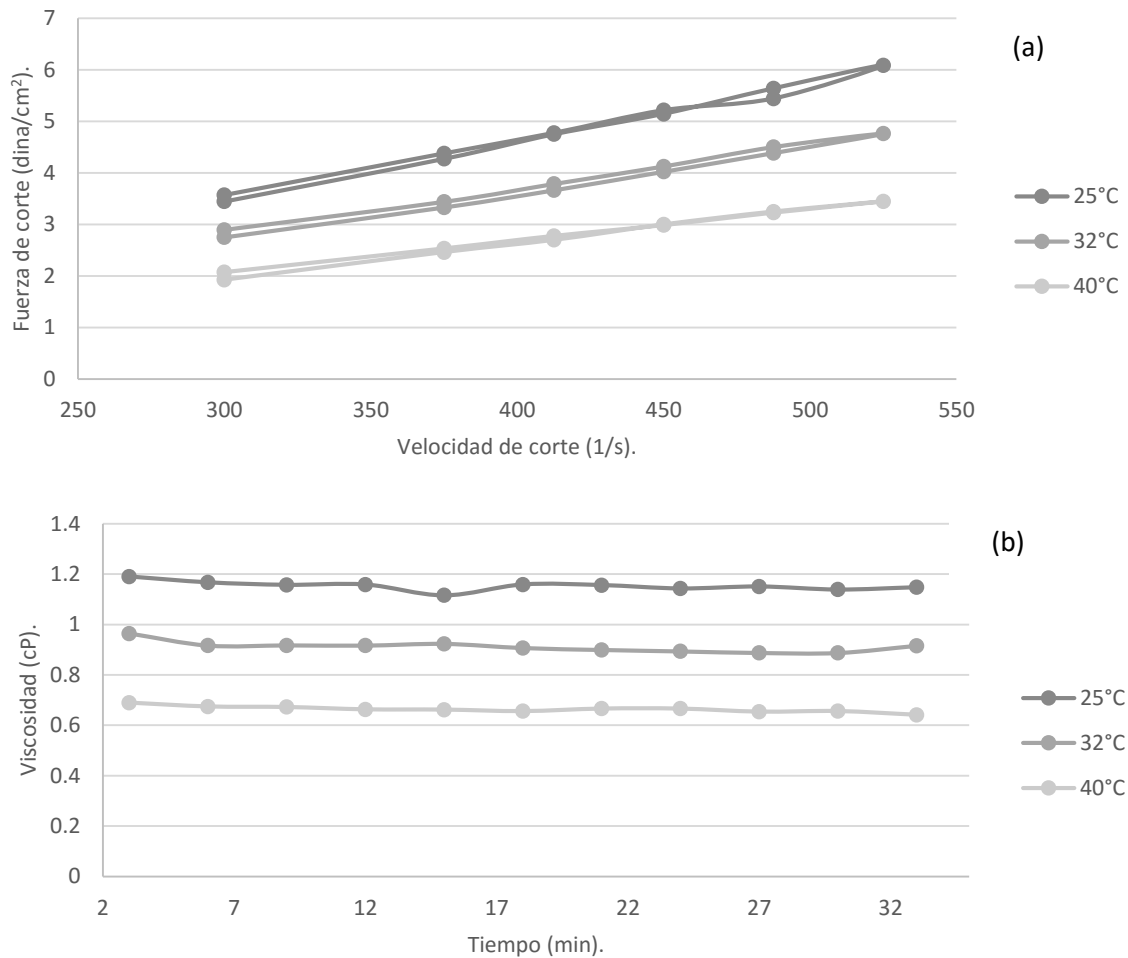 7
(a)
6
5
4
3
2
1
0
Fuerza de corte (dina/cm²).
25°C
32°C
40°C
250 300 350 400 450 500 550
Velocidad de corte (1/s).
1.4
(b)
1.2
1
0.8
0.6
0.4
0.2
0
Viscosidad (cP).
25°C
32°C
40°C
2 7 12 17 22 27 32
Tiempo (min).